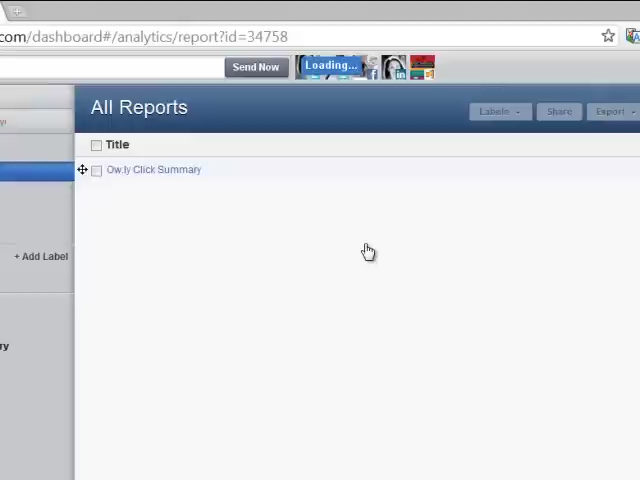 com/dashboard#/analytics/report?id=34758
Send Now
Loading...
All Reports
Labels
Share
Export
Title
Ow.ly Click Summary
+ Add Label
ry